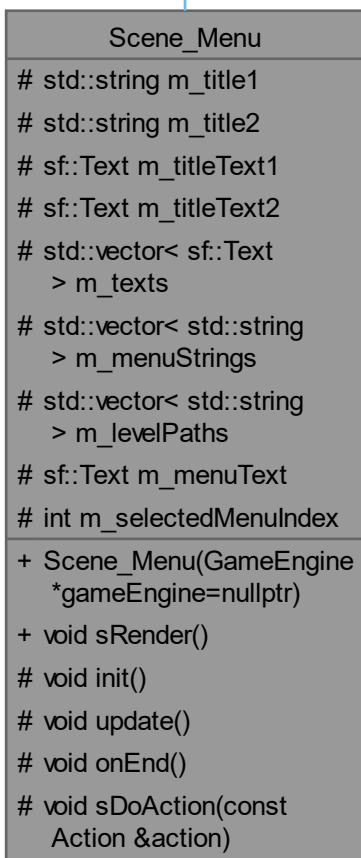 Scene_Menu
# std::string m_title1
# std::string m_title2
# sf::Text m_titleText1
# sf::Text m_titleText2
# std::vector< sf::Text
> m_texts
# std::vector< std::string
> m_menuStrings
# std::vector< std::string
> m_levelPaths
# sf::Text m_menuText
# int m_selectedMenuIndex
+ Scene_Menu(GameEngine
*gameEngine=nullptr)
+ void sRender()
# void init()
# void update()
# void onEnd()
# void sDoAction(const
Action &action)